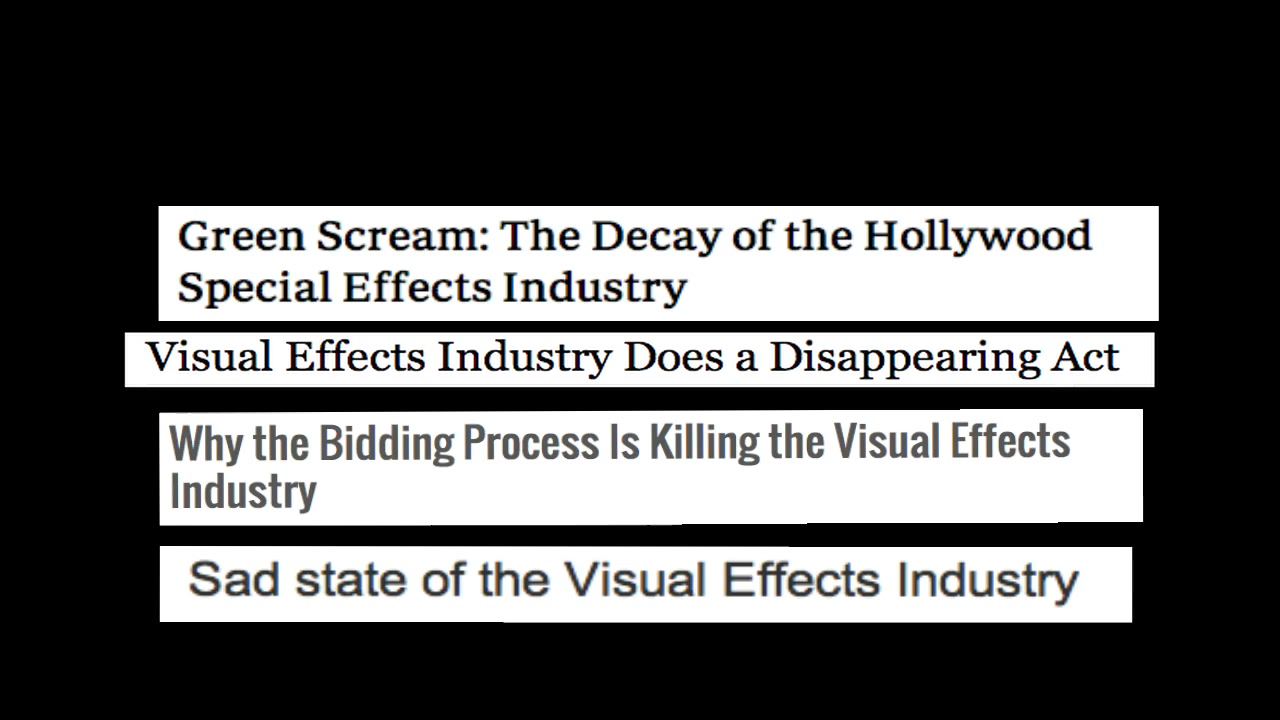 Green Scream: The Decay of the Hollywood
Special Effects Industry
Visual Effects Industry Does a Disappearing Act
Why the Bidding Process Is Killing the Visual Effects
Industry
Sad state of the Visual Effects Industry